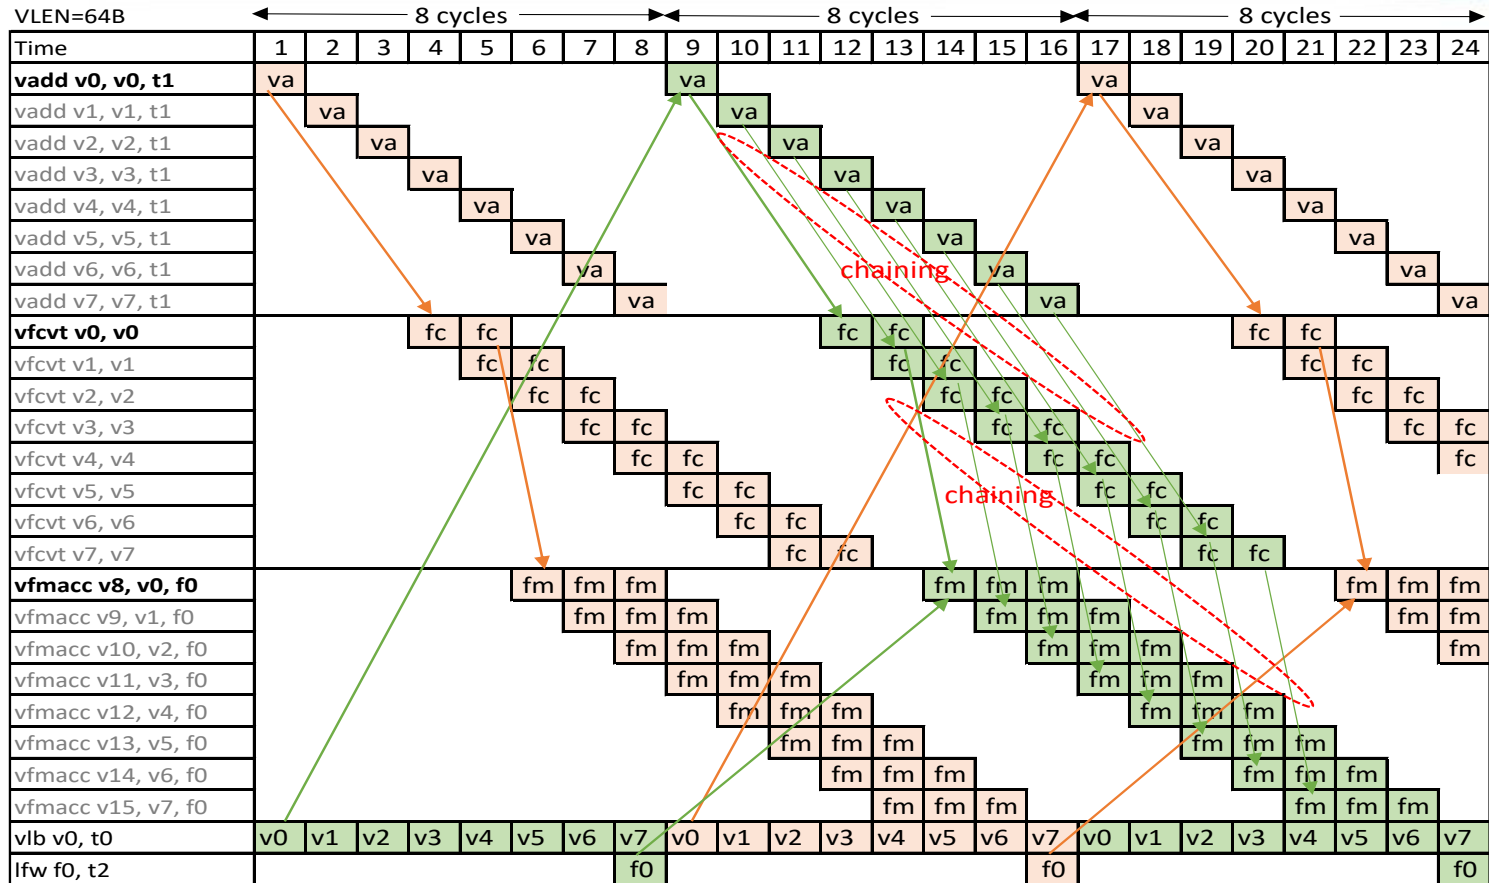 VLEN=64B 8 cycles 8 cycles 8 cycles
Time 1 2 3 4 5 6 7 8 9 10 11 12 13 14 15 16 17 18 19 20 21 22 23 24
vadd v0, v0, t1 va va va
vadd v1, v1, t1 va va va
vadd v2, v2, t1 va va va
vadd v3, v3, t1 va va va
vadd v4, v4, t1 va va va
vadd v5, v5, t1 va va va
vadd v6, v6, t1 va chaining va va
vadd v7, v7, t1 va va va
vfcvt v0, v0 fc fc fc fc fc fc
vfcvt v1, v1 fc fc fc fc fc fc
vfcvt v2, v2 fc fc fc fc fc fc
vfcvt v3, v3 fc fc fc fc fc fc
vfcvt v4, v4 fc fc fc fc fc
vfcvt v5, v5 fc fc chaining fc fc
vfcvt v6, v6 fc fc fc fc
vfcvt v7, v7 fc fc fc fc
vfmacc v8, v0, f0 fm fm fm fm fm fm fm fm fm
vfmacc v9, v1, f0 fm fm fm fm fm fm fm fm
vfmacc v10, v2, f0 fm fm fm fm fm fm fm
vfmacc v11, v3, f0 fm fm fm fm fm fm
vfmacc v12, v4, f0 fm fm fm fm fm fm
vfmacc v13, v5, f0 fm fm fm fm fm fm
vfmacc v14, v6, f0 fm fm fm fm fm fm
vfmacc v15, v7, f0 fm fm fm fm fm fm
vlb v0, t0 v0 v1 v2 v3 v4 v5 v6 v7 v0 v1 v2 v3 v4 v5 v6 v7 v0 v1 v2 v3 v4 v5 v6 v7
lfw f0, t2 f0 f0 f0